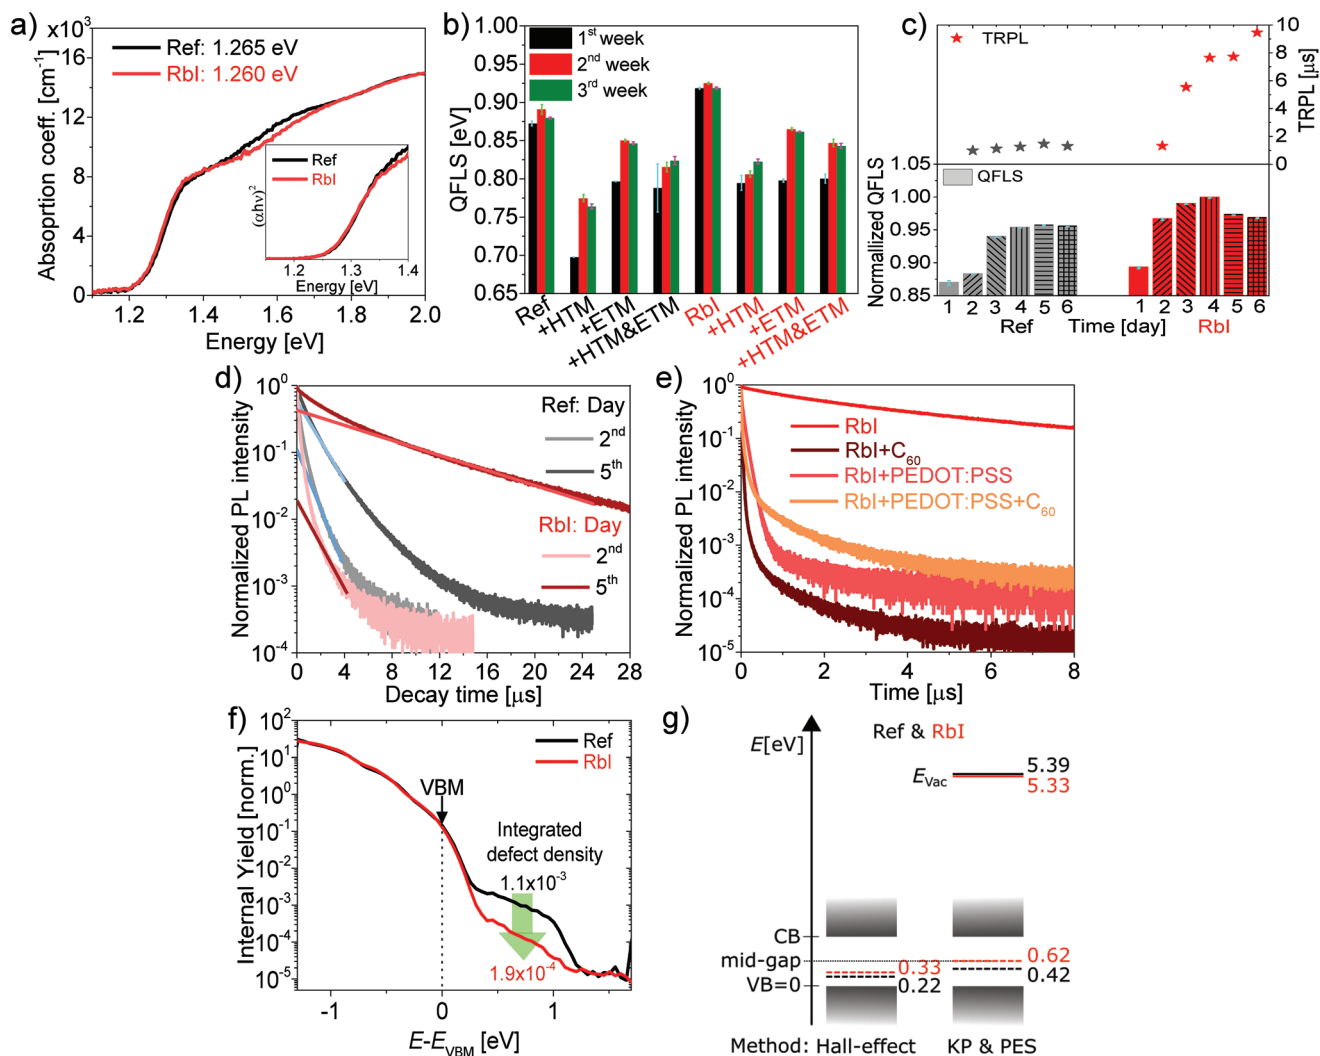 a)
×10³
16
12
8
4
0
Absoprtion coeff. [cm⁻¹]
Ref: 1.265 eV
RbI: 1.260 eV
Ref
RbI
(αhν)²
1.2 1.3 1.4
Energy [eV]
1.2 1.4 1.6 1.8 2.0
Energy [eV]
b)
1.00
0.95
0.90
0.85
0.80
0.75
0.70
0.65
QFLS [eV]
1st week
2nd week
3rd week
Ref
+HTM
+ETM
+HTM&ETM
RbI
+HTM
+ETM
+HTM&ETM
c)
TRPL
10
8
6
4
2
0
TRPL [μs]
1.05
1.00
0.95
0.90
0.85
Normallized QFLS
QFLS
1 2 3 4 5 6 1 2 3 4 5 6
Ref Time [day] RbI
d)
10⁰
10⁻¹
10⁻²
10⁻³
10⁻⁴
Normalized PL intensity
Ref: Day
2nd
5th
RbI: Day
2nd
5th
0 4 8 12 16 20 24 28
Decay time [μs]
e)
10⁰
10⁻¹
10⁻²
10⁻³
10⁻⁴
10⁻⁵
Normalized PL intensity
RbI
RbI+C₆₀
RbI+PEDOT:PSS
RbI+PEDOT:PSS+C₆₀
0 2 4 6 8
Time [μs]
f)
10²
10¹
10⁰
10⁻¹
10⁻²
10⁻³
10⁻⁴
10⁻⁵
Internal Yield [norm.]
Ref
RbI
VBM
Integrated
defect density
1.1x10⁻³
1.9x10⁻⁴
-1 0 1
E-EVBM [eV]
g)
E[eV]
Ref & RbI
EVac
5.39
5.33
CB
mid-gap
VB=0
0.33
0.22
0.62
0.42
Method: Hall-effect KP & PES